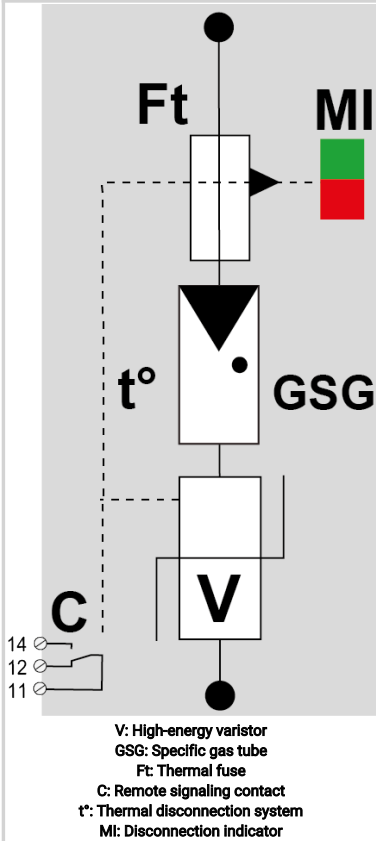 Ft
MI
t°
GSG
V
C
14
12
11
V: High-energy varistor
GSG: Specific gas tube
Ft: Thermal fuse
C: Remote signaling contact
t°: Thermal disconnection system
MI: Disconnection indicator